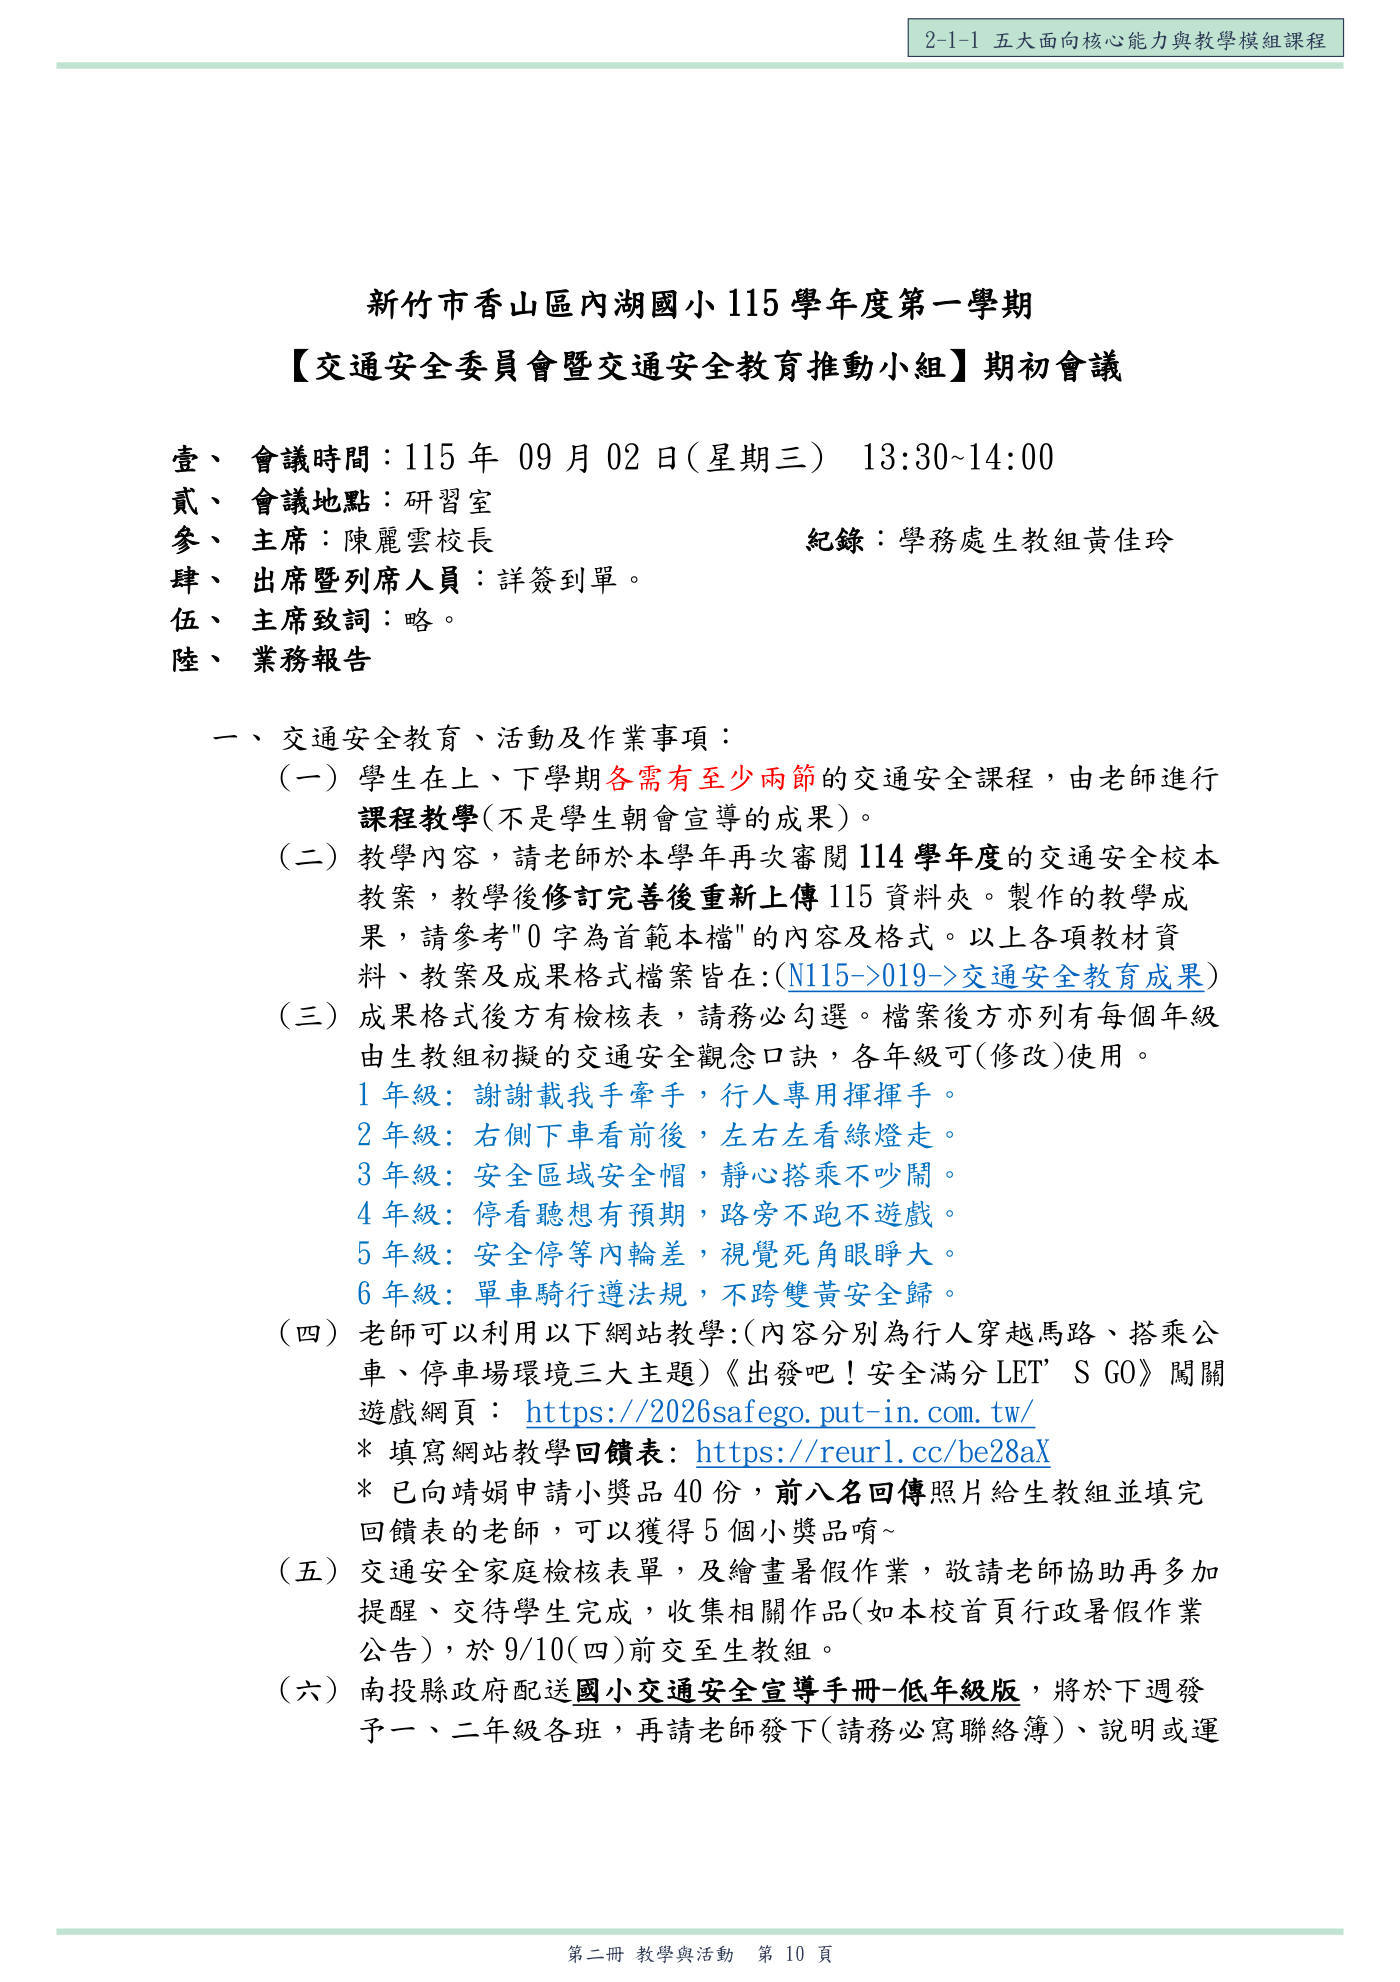 2-1-1 五大面向核心能力與教學模組課程
新竹市香山區內湖國小 115 學年度第一學期
【交通安全委員會暨交通安全教育推動小組】期初會議
壹、 會議時間：115 年 09 月 02 日(星期三) 13:30~14:00
貳、 會議地點：研習室
參、 主席：陳麗雲校長 紀錄：學務處生教組黃佳玲
肆、 出席暨列席人員：詳簽到單。
伍、 主席致詞：略。
陸、 業務報告
一、 交通安全教育、活動及作業事項：
(一) 學生在上、下學期各需有至少兩節的交通安全課程，由老師進行
課程教學(不是學生朝會宣導的成果)。
(二) 教學內容，請老師於本學年再次審閱 114 學年度的交通安全校本
教案，教學後修訂完善後重新上傳 115 資料夾。製作的教學成
果，請參考"0 字為首範本檔"的內容及格式。以上各項教材資
料、教案及成果格式檔案皆在:(N115->019->交通安全教育成果)
(三) 成果格式後方有檢核表，請務必勾選。檔案後方亦列有每個年級
由生教組初擬的交通安全觀念口訣，各年級可(修改)使用。
1 年級: 謝謝載我手牽手，行人專用揮揮手。
2 年級: 右側下車看前後，左右左看綠燈走。
3 年級: 安全區域安全帽，靜心搭乘不吵鬧。
4 年級: 停看聽想有預期，路旁不跑不遊戲。
5 年級: 安全停等內輪差，視覺死角眼睜大。
6 年級: 單車騎行遵法規，不跨雙黃安全歸。
(四) 老師可以利用以下網站教學:(內容分別為行人穿越馬路、搭乘公
車、停車場環境三大主題)《出發吧！安全滿分 LET’S GO》闖關
遊戲網頁： https://2026safego.put-in.com.tw/
* 填寫網站教學回饋表: https://reurl.cc/be28aX
* 已向靖娟申請小獎品 40 份，前八名回傳照片給生教組並填完
回饋表的老師，可以獲得 5 個小獎品唷~
(五) 交通安全家庭檢核表單，及繪畫暑假作業，敬請老師協助再多加
提醒、交待學生完成，收集相關作品(如本校首頁行政暑假作業
公告)，於 9/10(四)前交至生教組。
(六) 南投縣政府配送國小交通安全宣導手冊-低年級版，將於下週發
予一、二年級各班，再請老師發下(請務必寫聯絡簿)、說明或運
第二冊 教學與活動 第 10 頁